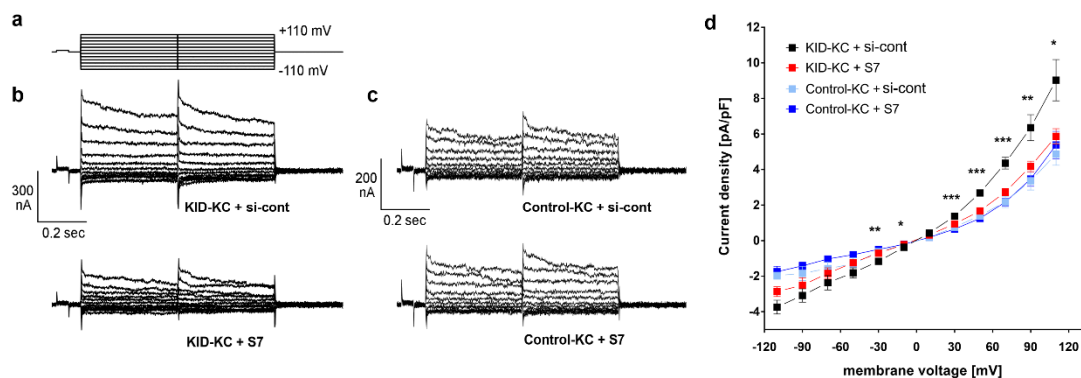 a
+110 mV
-110 mV
b
300
nA
0.2 sec
KID-KC + si-cont
KID-KC + S7
c
200
nA
0.2 sec
Control-KC + si-cont
Control-KC + S7
d
KID-KC + si-cont
KID-KC + S7
Control-KC + si-cont
Control-KC + S7
** * *** *** *** ** *
Current density [pA/pF]
12
10
8
6
4
2
0
-2
-4
-120 -90 -60 -30 0 30 60 90 120
membrane voltage [mV]